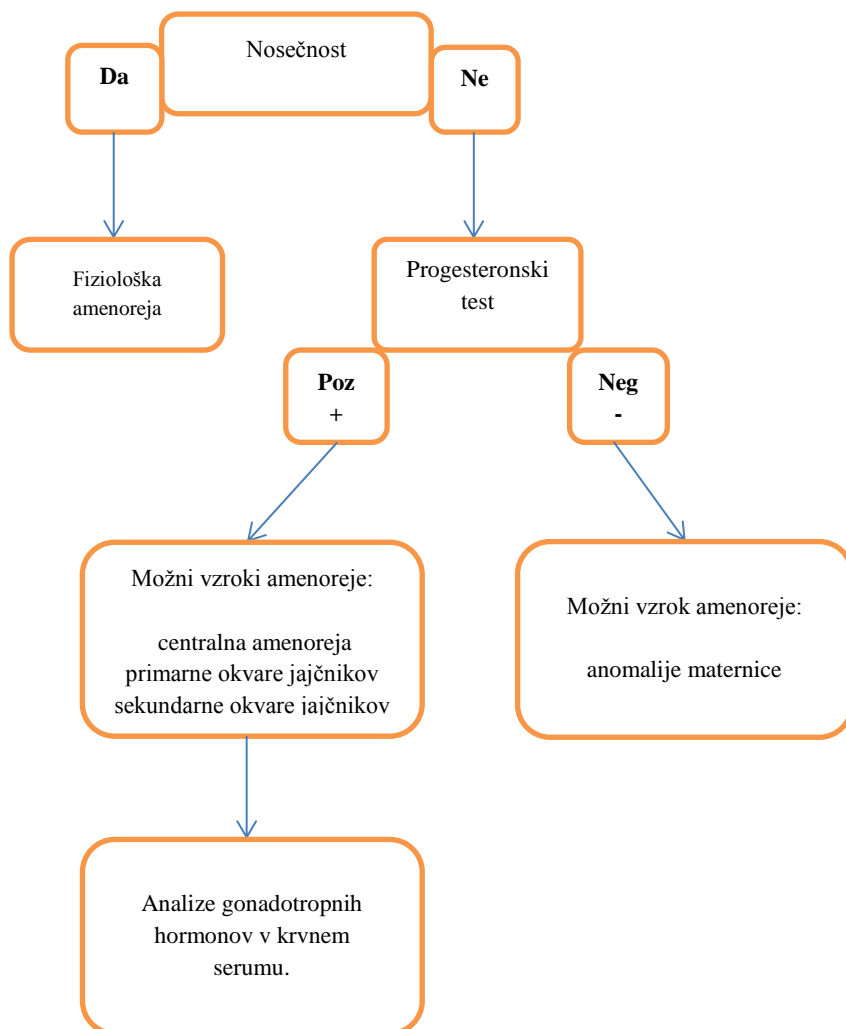 Nosečnost
Da
Ne
Fiziološka
amenoreja
Progesteronski
test
Poz
+
Neg
-
Možni vzroki amenoreje:
centralna amenoreja
primarne okvare jajčnikov
sekundarne okvare jajčnikov
Možni vzrok amenoreje:
anomalije maternice
Analize gonadotropnih
hormonov v krvnem
serumu.